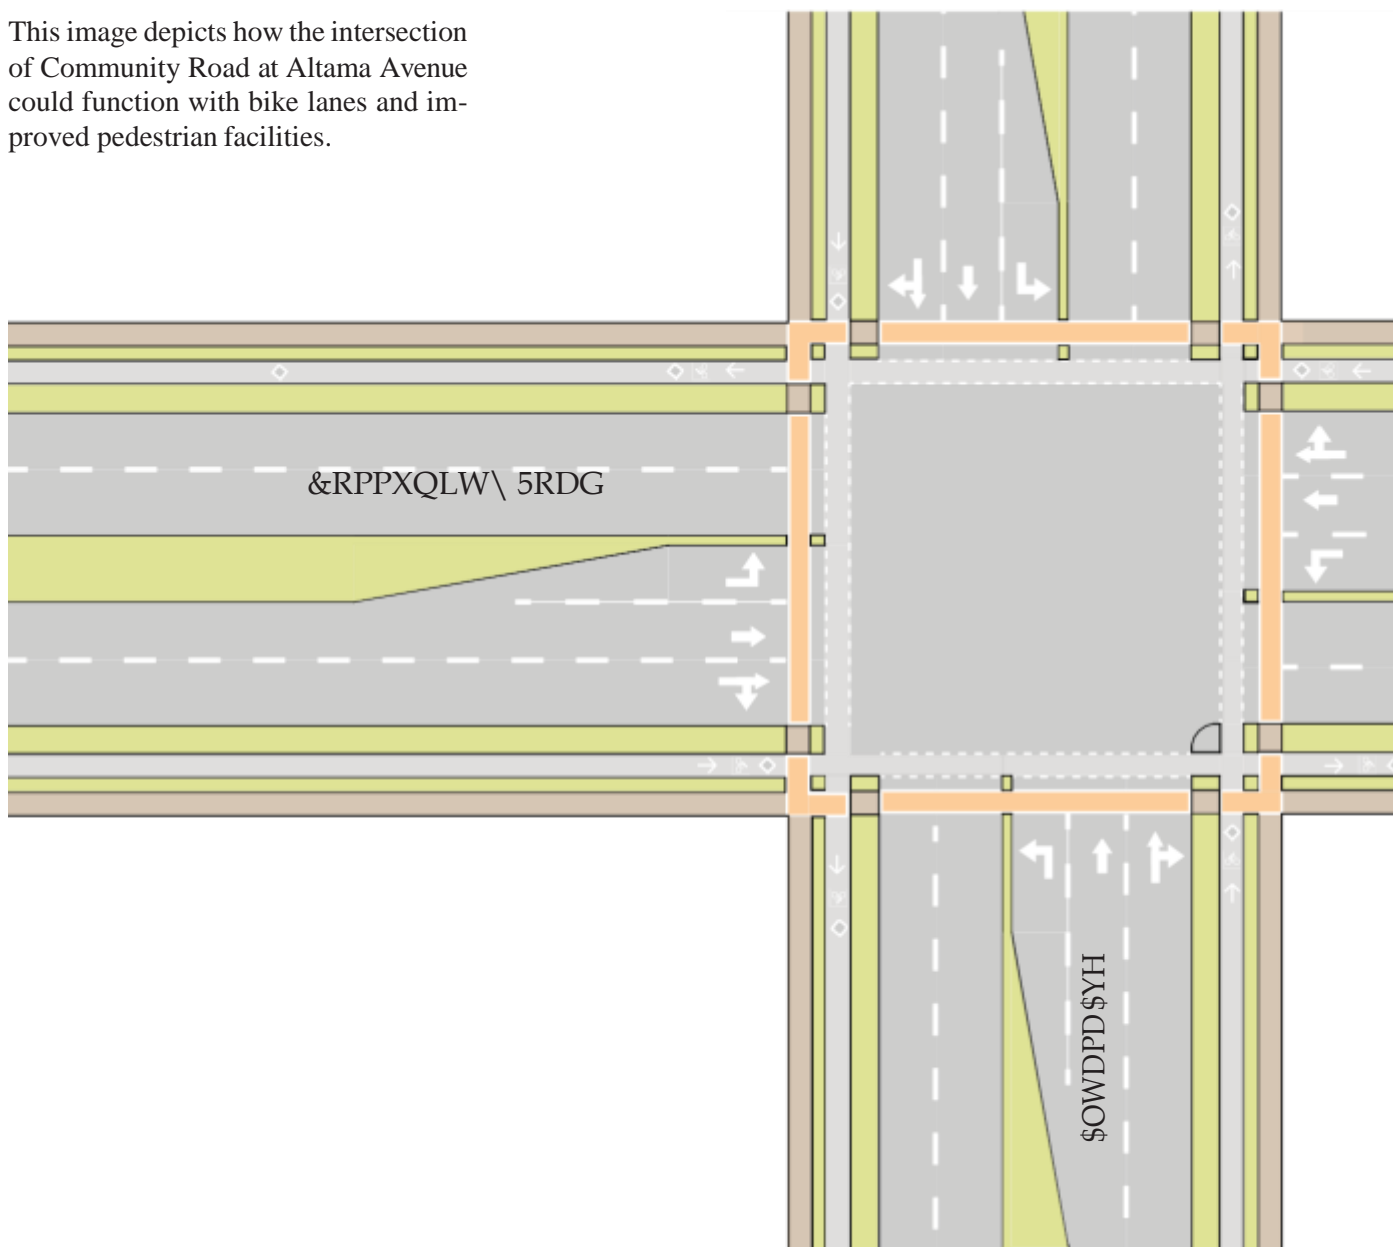 This image depicts how the intersection
of Community Road at Altama Avenue
could function with bike lanes and im-
proved pedestrian facilities.
&RPPXQLW\ 5RDG
$OWDPD$YH